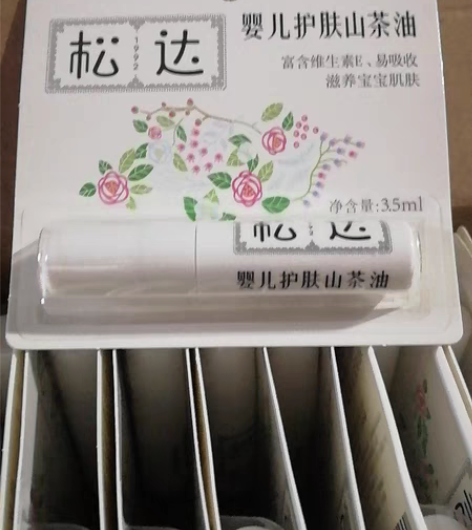 婴儿护肤山茶油
松达
1992
富含维生素E、易吸收
滋养宝宝肌肤
净含量:3.5ml
松达
婴儿护肤山茶油